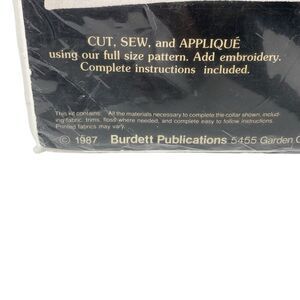 CUT, SEW, and APPLIQUÉ
using our full size pattern. Add embroidery.
Complete instructions included.
This kit contains: All the materials necessary to complete the collar shown, includ-
ing fabric, trims, floss where needed, and complete easy to follow instructions.
Printed fabrics may vary.
© 1987 Burdett Publications 5455 Garden G